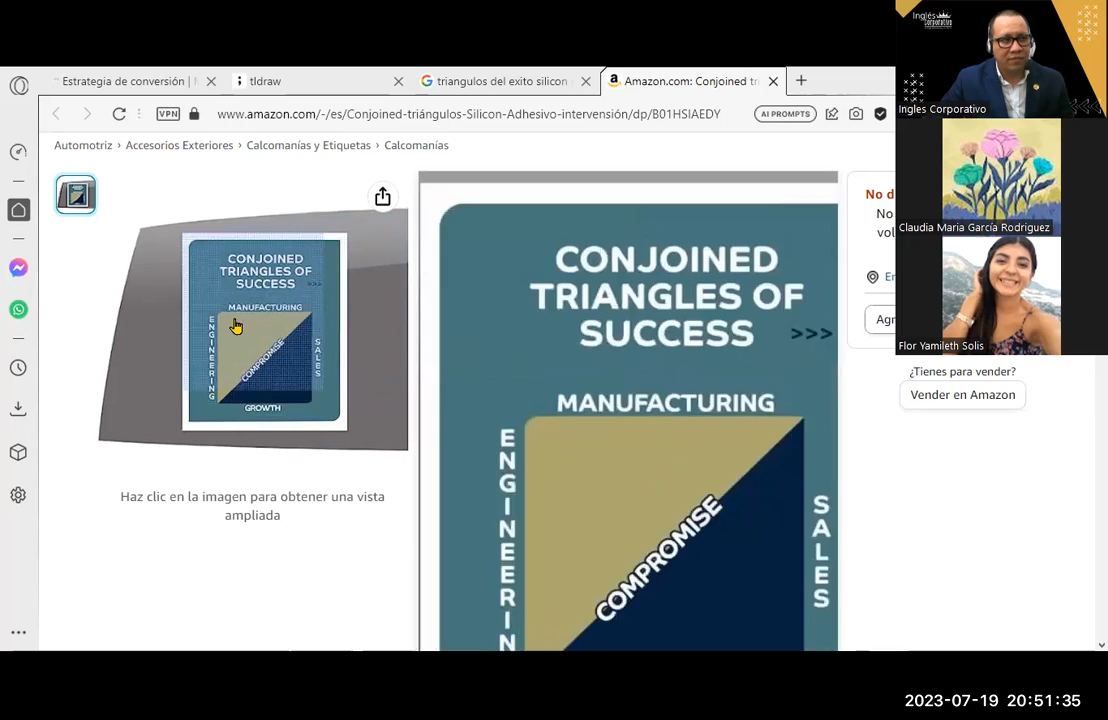 Estrategia de conversión |
tldraw
triangulos del exito silicon
Amazon.com: Conjoined tr
VPN
www.amazon.com/-/es/Conjoined-triángulos-Silicon-Adhesivo-intervensión/dp/B01HSIAEDY
AI PROMPTS
Automotriz › Accesorios Exteriores › Calcomanías y Etiquetas › Calcomanías
CONJOINED
TRIANGLES OF
SUCCESS
>>>
MANUFACTURING
ENGINEERING
COMPROMISE
SALES
GROWTH
Haz clic en la imagen para obtener una vista
ampliada
CONJOINED
TRIANGLES OF
SUCCESS
>>>
MANUFACTURING
ENGINEERIN
COMPROMISE
SALES
No d
No
vol
En
Agr
¿Tienes para vender?
Vender en Amazon
Inglés
Corporativo
Ingles Corporativo
Claudia Maria García Rodriguez
Flor Yamileth Solis
2023-07-19 20:51:35